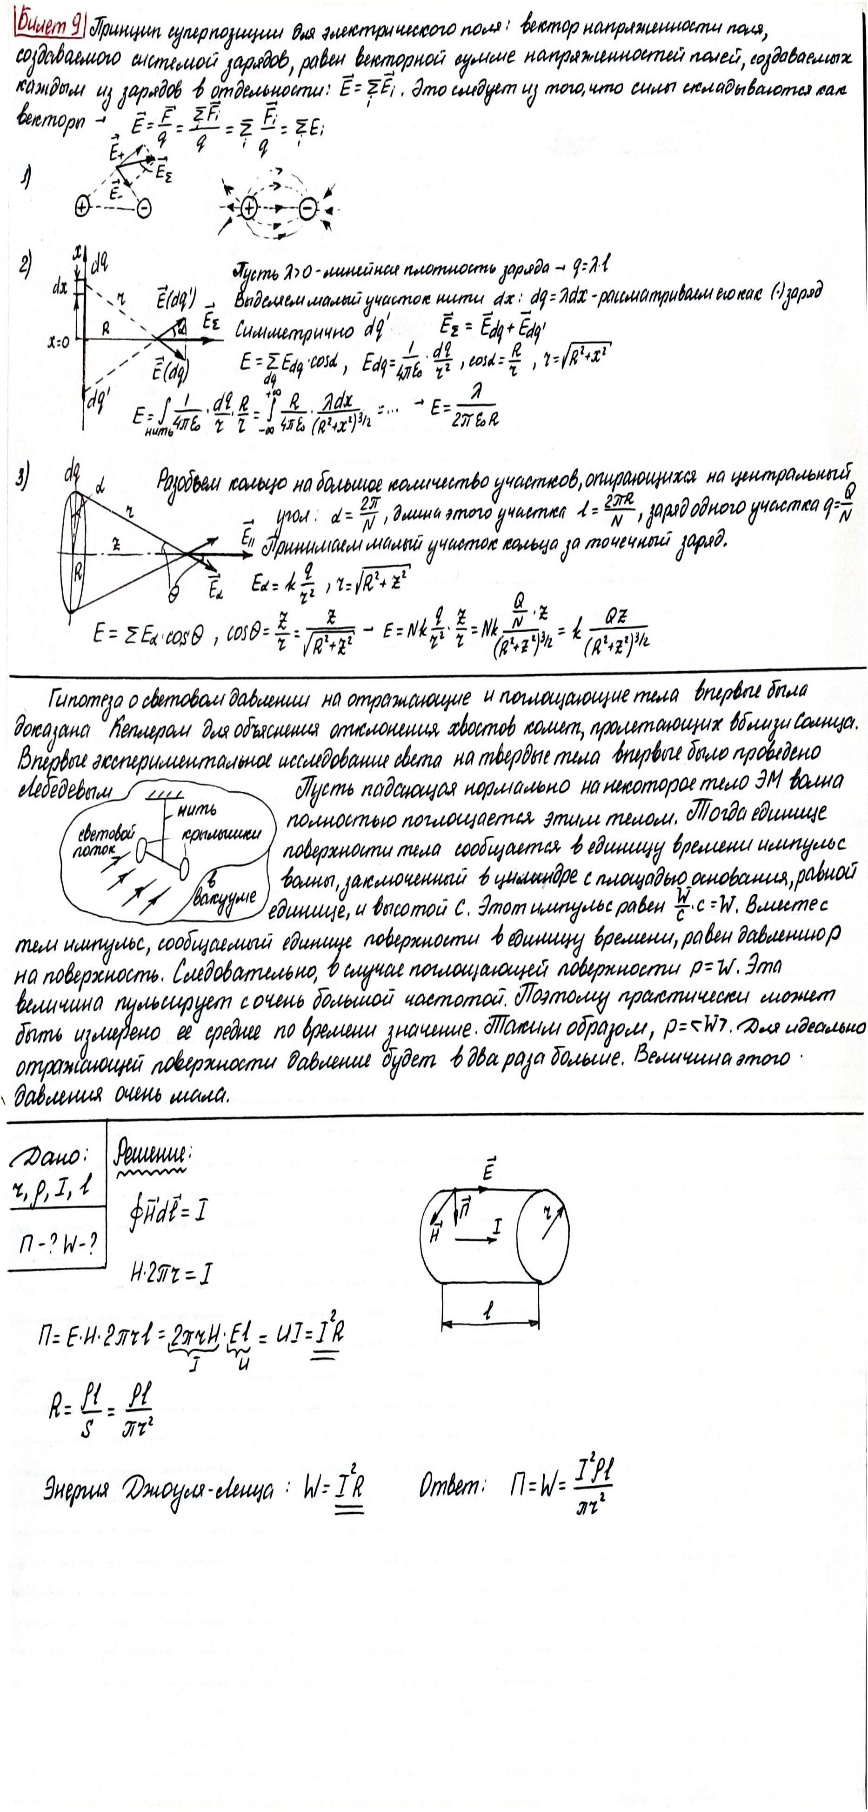 Билет 9 Принцип суперпозиции для электрического поля: вектор напряженности поля,
создаваемого системой зарядов, равен векторной сумме напряженностей полей, создаваемых
каждым из зарядов в отдельности: E⃗ = Σ E⃗i. Это следует из того, что силы складываются как
векторы → E⃗ = F⃗/q = ΣF⃗i/q = Σ F⃗i/q = Σ Ei
1) E⃗+ E⃗Σ E⃗- + - + -
2) x dq dx r E⃗(dq') E⃗Σ R x=0 α E⃗(dq) dq'
Пусть λ>0 - линейная плотность заряда → q=λ·l
Выделяем малый участок нити dx: dq=λdx - рассматриваем его как (·) заряд
Симметрично dq' E⃗Σ = E⃗dq + E⃗dq'
E = Σ Edq·cosα, Edq = 1/4πε₀ · dq/r², cosα = R/r, r=√(R²+x²)
E = ∫нить 1/4πε₀ · dq/r · R/r = ∫-∞+∞ R/4πε₀ · λdx/(R²+x²)^3/2 = ... → E = λ/2πε₀R
3) dq α r z R θ E⃗ıı E⃗α
Разобьем кольцо на большое количество участков, опирающихся на центральный
угол: α = 2π/N, длина этого участка l = 2πR/N, заряд одного участка q = Q/N
Принимаем малый участок кольца за точечный заряд.
Eα = k q/r², r=√(R²+z²)
E = ΣEα·cosθ, cosθ = z/r = z/√(R²+z²) → E = Nk q/r² · z/r = Nk (Q/N · z)/(R²+z²)^3/2 = k Qz/(R²+z²)^3/2
Гипотеза о световом давлении на отражающие и поглощающие тела впервые была
доказана Кеплером для объяснения отклонения хвостов комет, пролетающих вблизи Солнца.
Впервые экспериментальное исследование света на твердые тела впервые было проведено
Лебедевым
нить
световой поток
крылышки
в вакууме
Пусть падающая нормально на некоторое тело ЭМ волна
полностью поглощается этим телом. Тогда единице
поверхности тела сообщается в единицу времени импульс
волны, заключенный в цилиндре с площадью основания, равной
единице, и высотой c. Этот импульс равен W/c · c = W. Вместе с
тем импульс, сообщаемый единице поверхности в единицу времени, равен давлению p
на поверхность. Следовательно, в случае поглощающей поверхности p=W. Эта
величина пульсирует с очень большой частотой. Поэтому практически может
быть измерено ее среднее по времени значение. Таким образом, p=<W>. Для идеально
отражающей поверхности давление будет в два раза больше. Величина этого
давления очень мала.
Дано: Решение:
r, ρ, I, l
П-? W-?
∮H⃗dl⃗ = I
H·2πr = I
E⃗ П⃗ H⃗ I r l
П = E·H·2πrl = 2πrH · El = UI = I²R
I U
R = ρl/S = ρl/πr²
Энергия Джоуля-Ленца: W = I²R Ответ: П = W = I²ρl/πr²